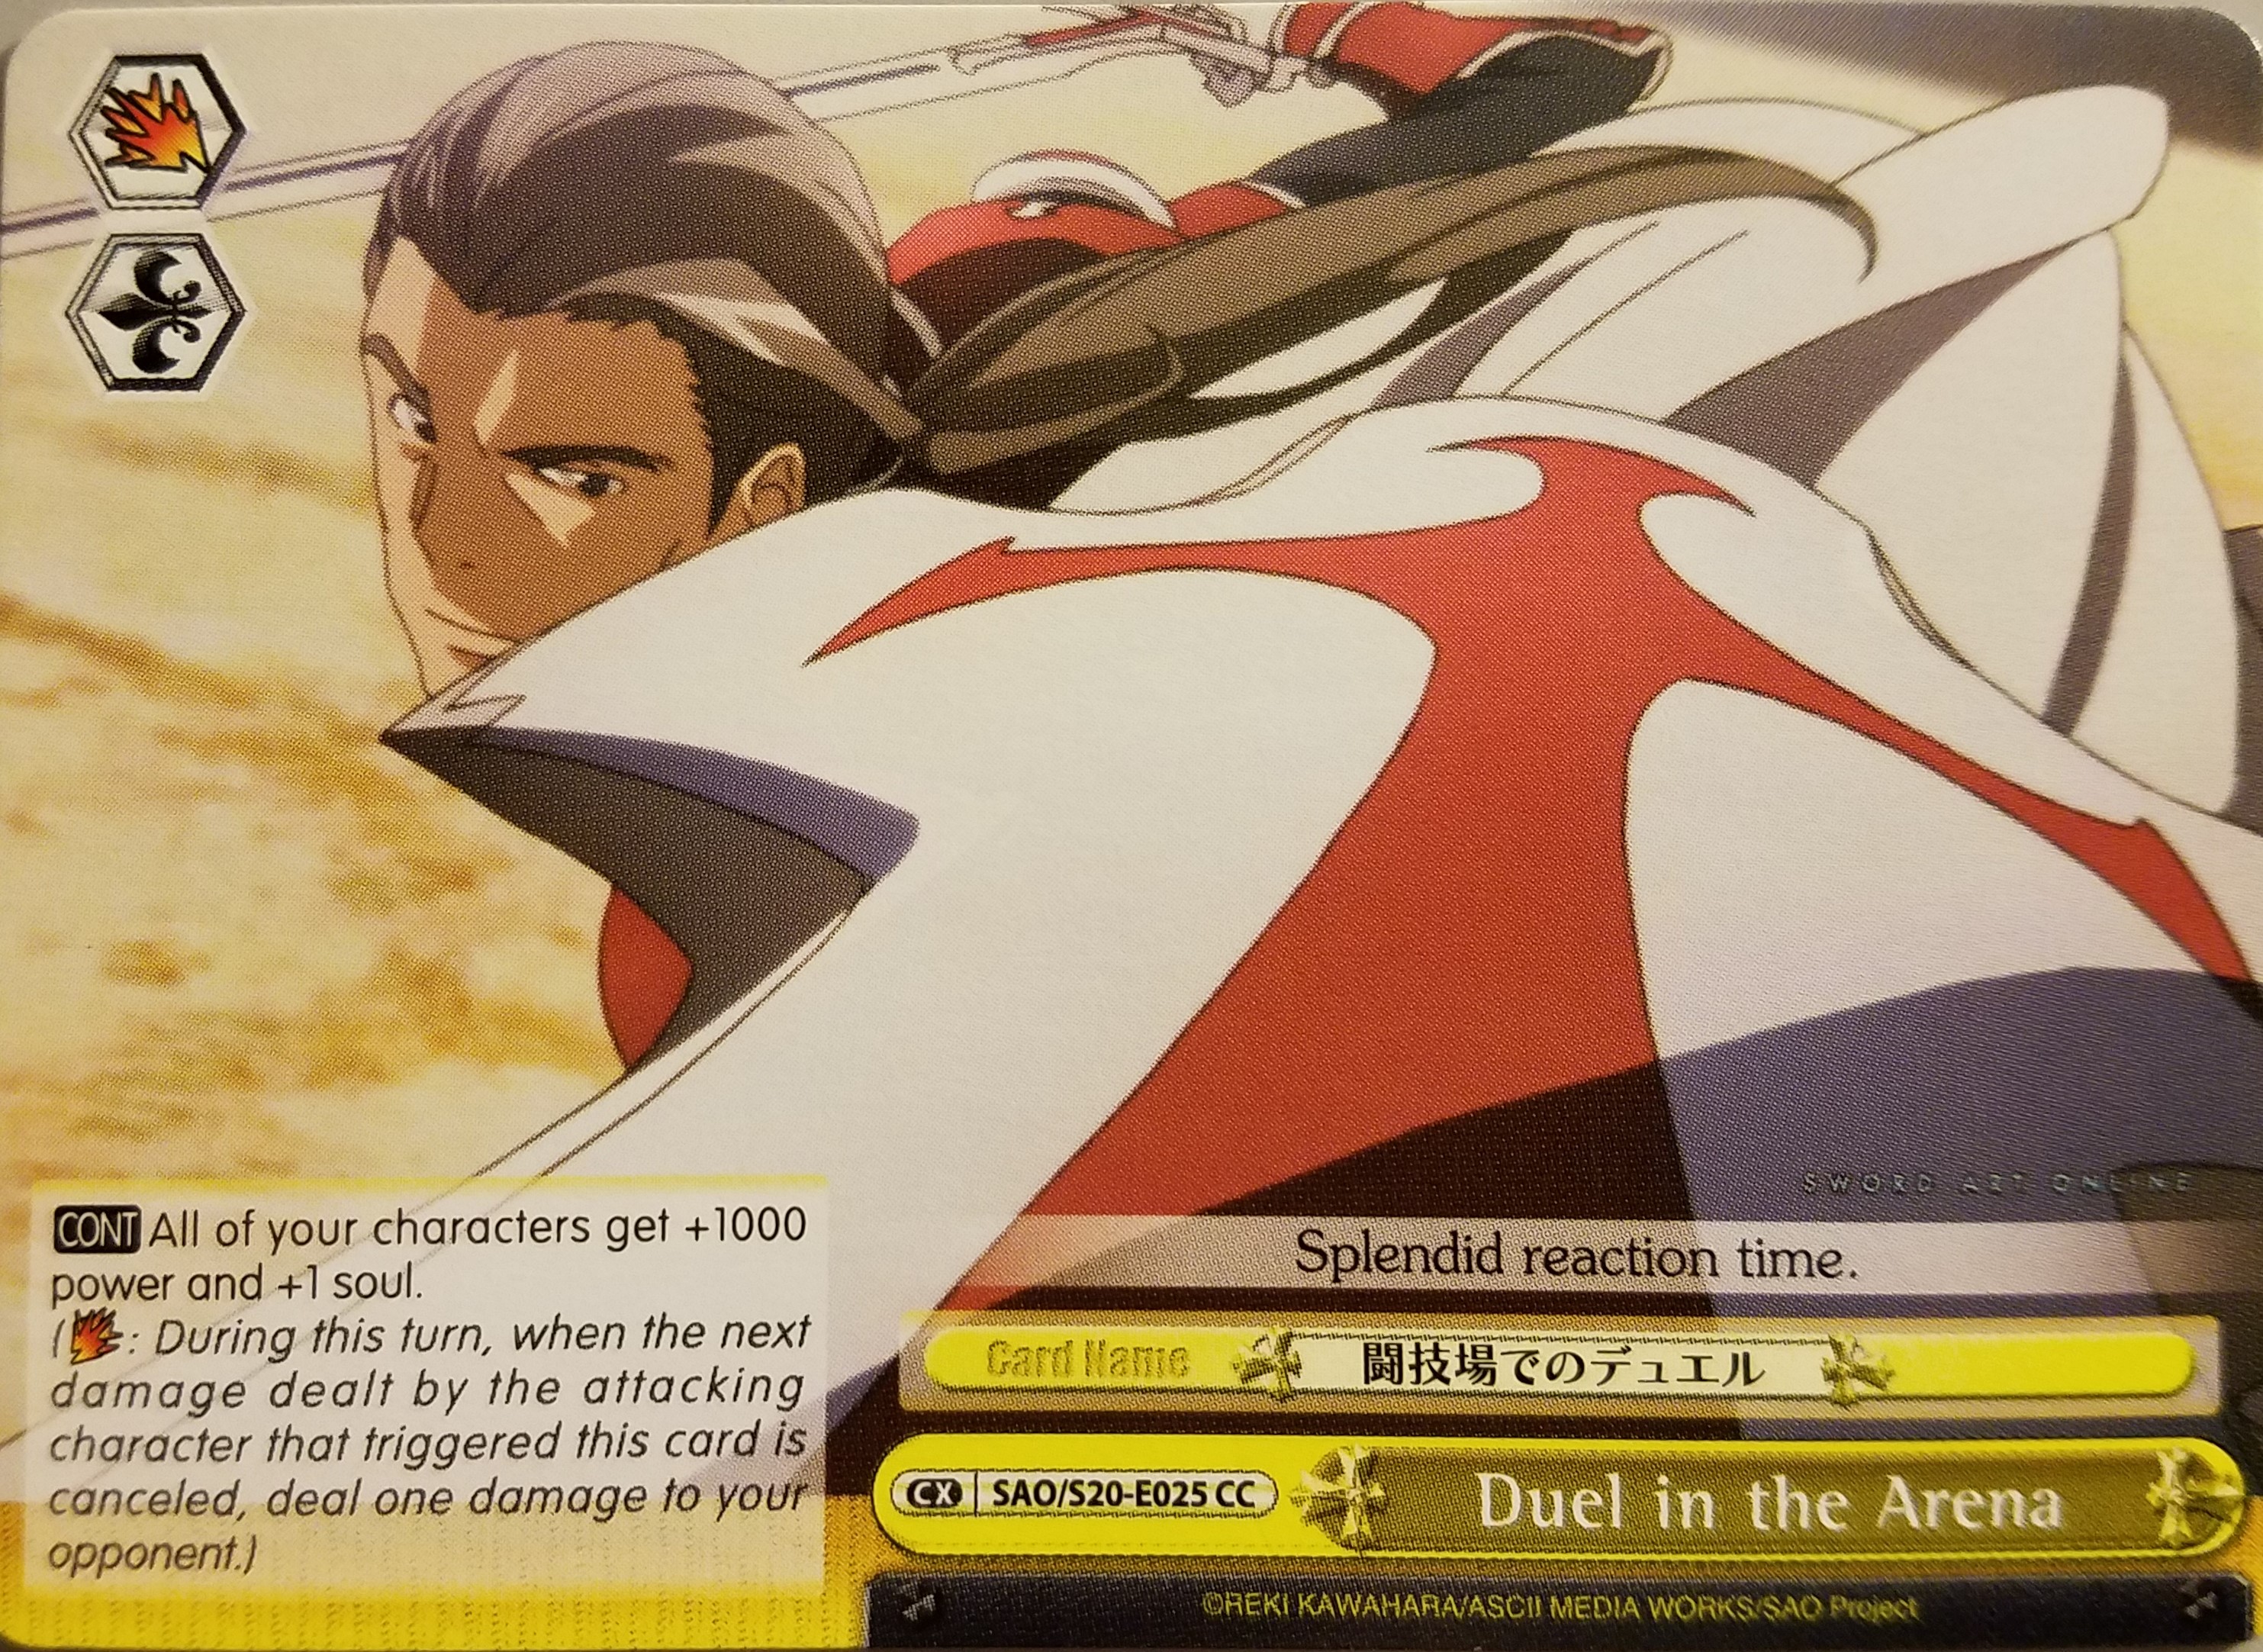 CONT All of your characters get +1000
power and +1 soul.
( : During this turn, when the next
damage dealt by the attacking
character that triggered this card is
canceled, deal one damage to your
opponent.)
SWORD ART ONLINE
Splendid reaction time.
Card Name 闘技場でのデュエル
CX SAO/S20-E025 CC Duel in the Arena
©REKI KAWAHARA/ASCII MEDIA WORKS/SAO Project